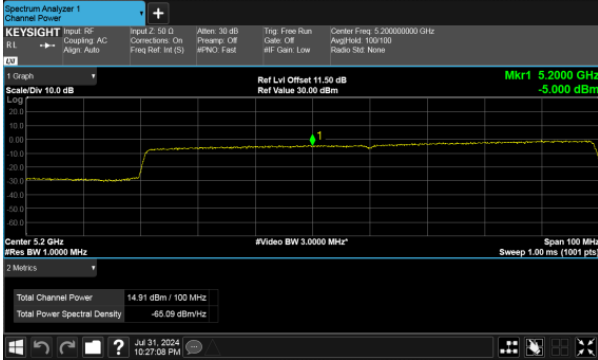 Spectrum Analyzer 1
Channel Power
+
KEYSIGHT Input: RF Input Z: 50 Ω Atten: 30 dB Trig: Free Run Center Freq: 5.200000000 GHz
RL Coupling: AC Corrections: On Preamp: Off Gate: Off Avg|Hold: 100/100
Align: Auto Freq Ref: Int (S) #PNO: Fast #IF Gain: Low Radio Std: None
LW
1 Graph Ref Lvl Offset 11.50 dB Mkr1 5.2000 GHz
Scale/Div 10.0 dB Ref Value 30.00 dBm -5.000 dBm
Log
20.0
10.0
0.00
-10.0
-20.0
-30.0
-40.0
-50.0
-60.0
1
Center 5.2 GHz #Video BW 3.0000 MHz* Span 100 MHz
#Res BW 1.0000 MHz Sweep 1.00 ms (1001 pts)
2 Metrics
Total Channel Power 14.91 dBm / 100 MHz
Total Power Spectral Density -65.09 dBm/Hz
? Jul 31, 2024
10:27:08 PM